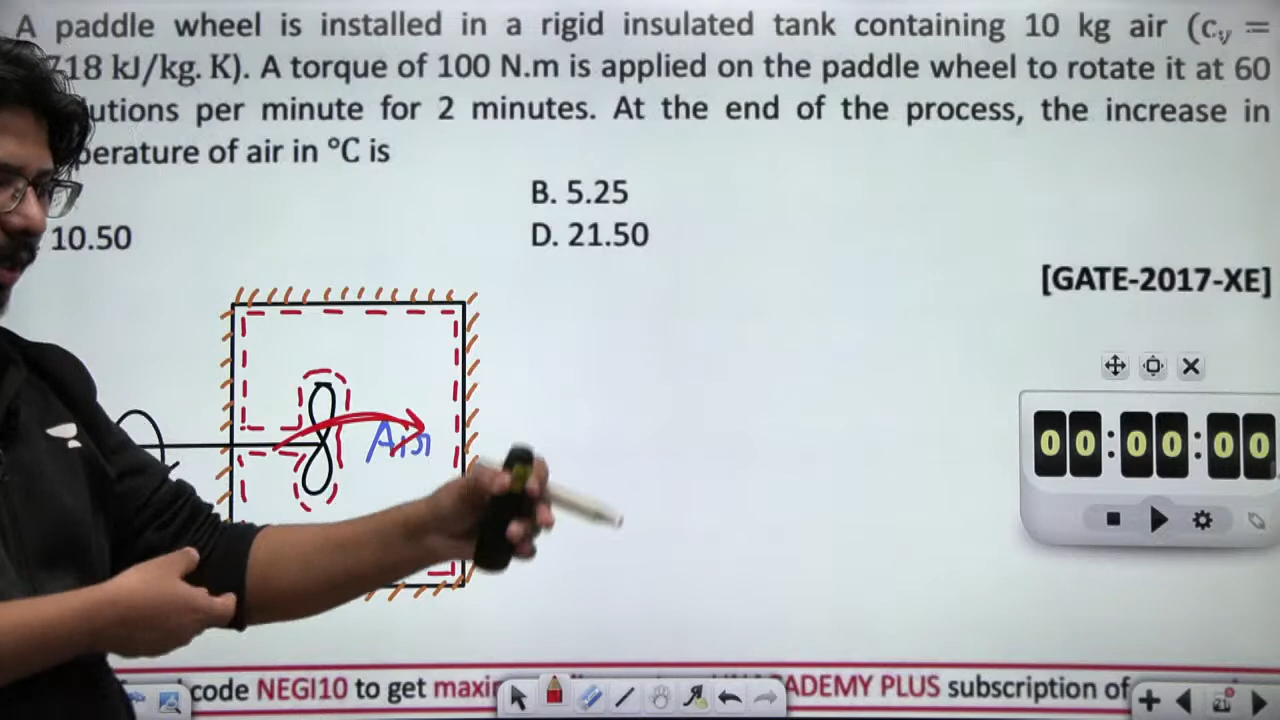 A paddle wheel is installed in a rigid insulated tank containing 10 kg air (cᵥ =
718 kJ/kg. K). A torque of 100 N.m is applied on the paddle wheel to rotate it at 60
utions per minute for 2 minutes. At the end of the process, the increase in
perature of air in °C is
B. 5.25
10.50
D. 21.50
[GATE-2017-XE]
Air
00:00:00
code NEGI10 to get maxi
ADEMY PLUS subscription of